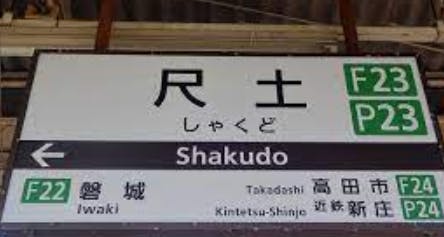 尺土 F23
しゃくど P23
← Shakudo
F22 磐城 Takadashi 高田市 F24
Iwaki Kintetsu-Shinjo 近鉄新庄 P24